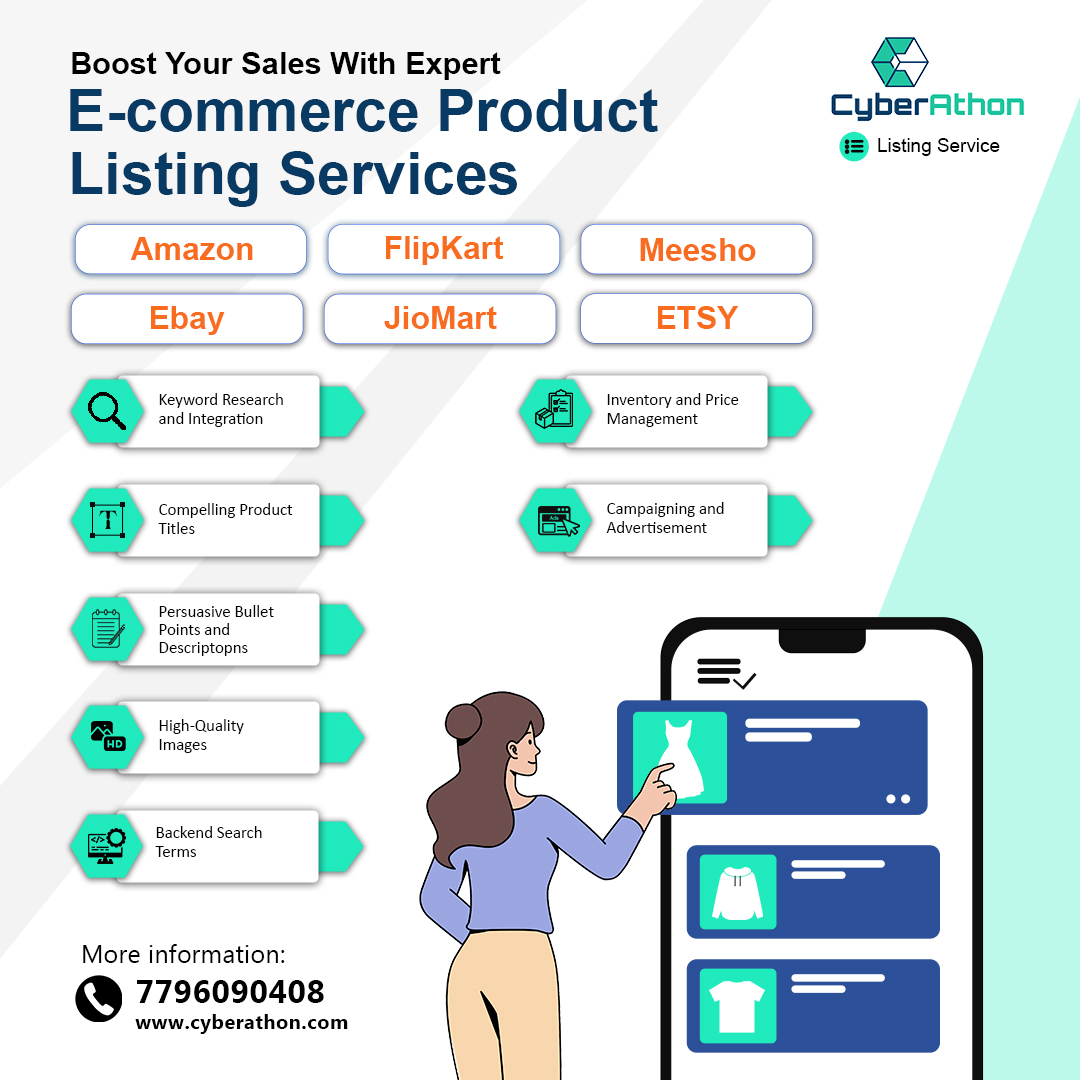 Boost Your Sales With Expert
E-commerce Product
Listing Services
CyberAthon
Listing Service
Amazon
FlipKart
Meesho
Ebay
JioMart
ETSY
Keyword Research
and Integration
Inventory and Price
Management
T
Compelling Product
Titles
Ads
Campaigning and
Advertisement
Persuasive Bullet
Points and
Descriptopns
HD
High-Quality
Images
</>
Backend Search
Terms
More information:
7796090408
www.cyberathon.com